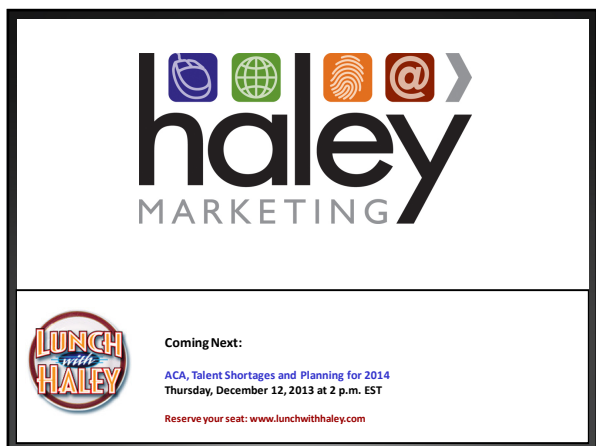 @
haley
MARKETING
LUNCH
with
HALEY
Coming Next:
ACA, Talent Shortages and Planning for 2014
Thursday, December 12, 2013 at 2 p.m. EST
Reserve your seat: www.lunchwithhaley.com